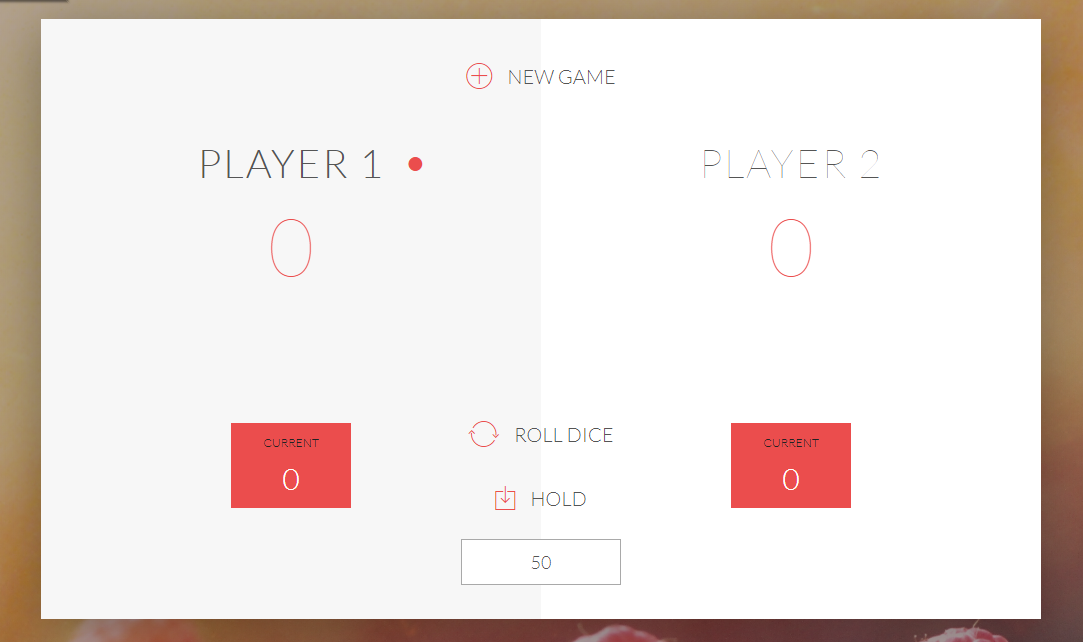 NEW GAME
PLAYER 1
0
PLAYER 2
0
CURRENT
0
ROLL DICE
HOLD
50
CURRENT
0